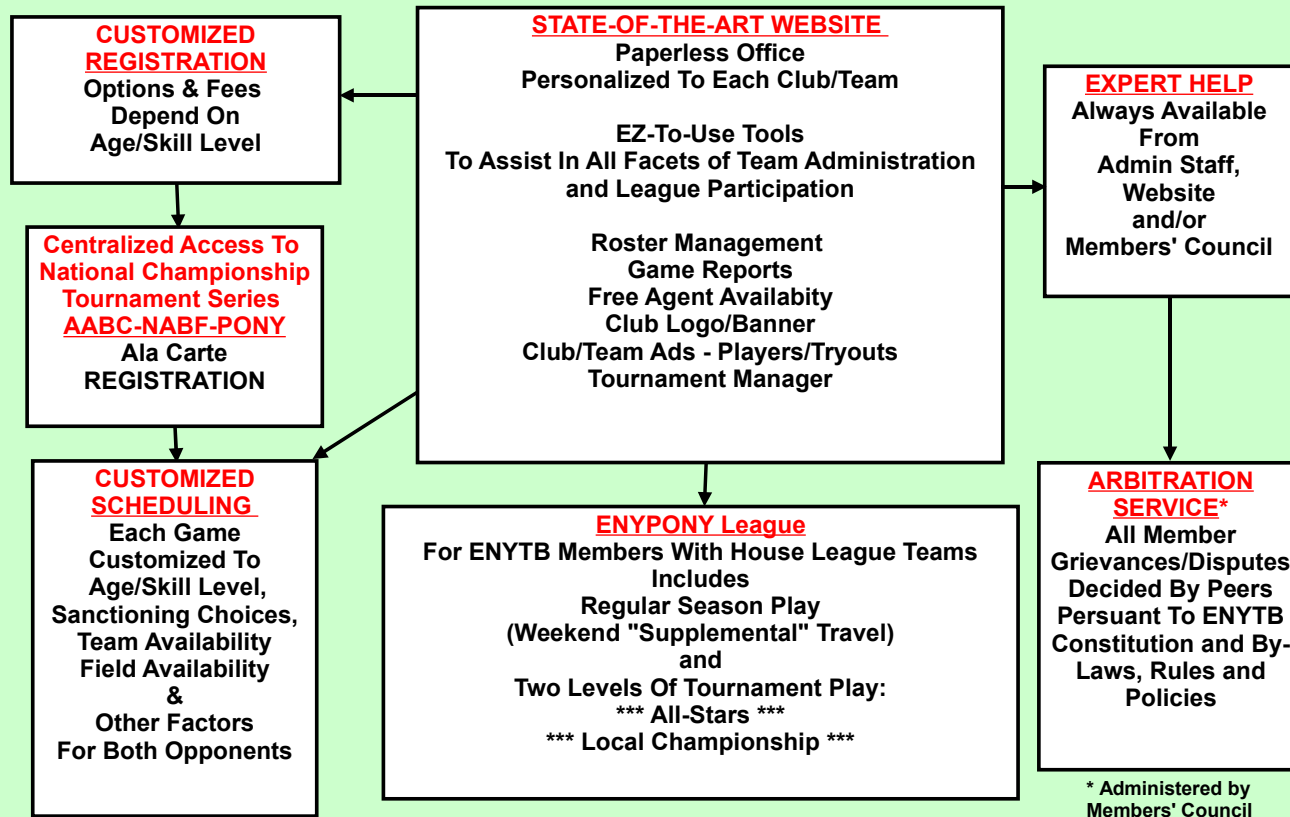 CUSTOMIZED
REGISTRATION
Options & Fees
Depend On
Age/Skill Level
STATE-OF-THE-ART WEBSITE
Paperless Office
Personalized To Each Club/Team
EZ-To-Use Tools
To Assist In All Facets of Team Administration
and League Participation
Roster Management
Game Reports
Free Agent Availabity
Club Logo/Banner
Club/Team Ads - Players/Tryouts
Tournament Manager
EXPERT HELP
Always Available
From
Admin Staff,
Website
and/or
Members' Council
Centralized Access To
National Championship
Tournament Series
AABC-NABF-PONY
Ala Carte
REGISTRATION
CUSTOMIZED
SCHEDULING
Each Game
Customized To
Age/Skill Level,
Sanctioning Choices,
Team Availability
Field Availability
&
Other Factors
For Both Opponents
ENYPONY League
For ENYTB Members With House League Teams
Includes
Regular Season Play
(Weekend "Supplemental" Travel)
and
Two Levels Of Tournament Play:
*** All-Stars ***
*** Local Championship ***
ARBITRATION
SERVICE*
All Member
Grievances/Disputes
Decided By Peers
Persuant To ENYTB
Constitution and By-
Laws, Rules and
Policies
* Administered by
Members' Council